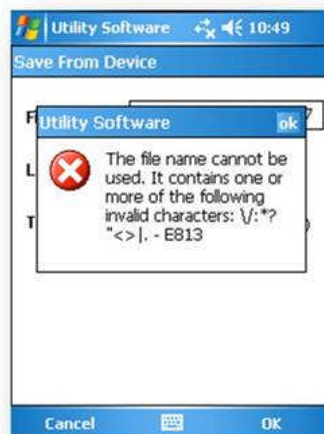 Utility Software 10:49
Save From Device
F
Utility Software ok
L
The file name cannot be
used. It contains one or
more of the following
invalid characters: \/:*?
"<>|. - E813
T
Cancel OK